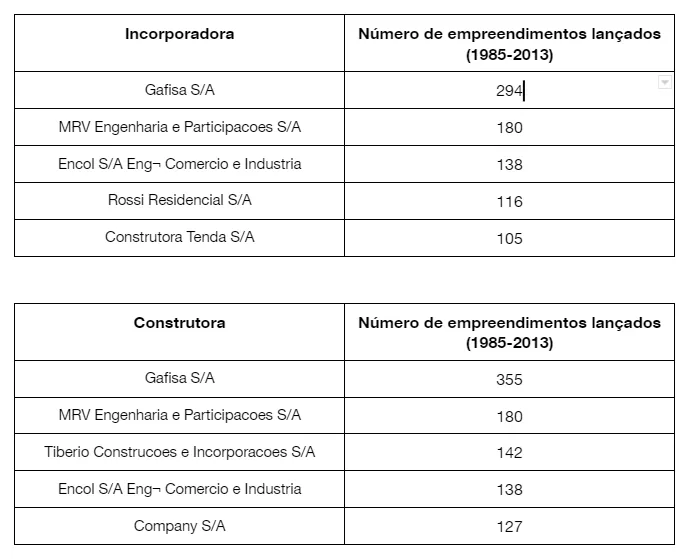 Incorporadora
Número de empreendimentos lançados
(1985-2013)
Gafisa S/A
294
MRV Engenharia e Participacoes S/A
180
Encol S/A Eng¬ Comercio e Industria
138
Rossi Residencial S/A
116
Construtora Tenda S/A
105
Construtora
Número de empreendimentos lançados
(1985-2013)
Gafisa S/A
355
MRV Engenharia e Participacoes S/A
180
Tiberio Construcoes e Incorporacoes S/A
142
Encol S/A Eng¬ Comercio e Industria
138
Company S/A
127